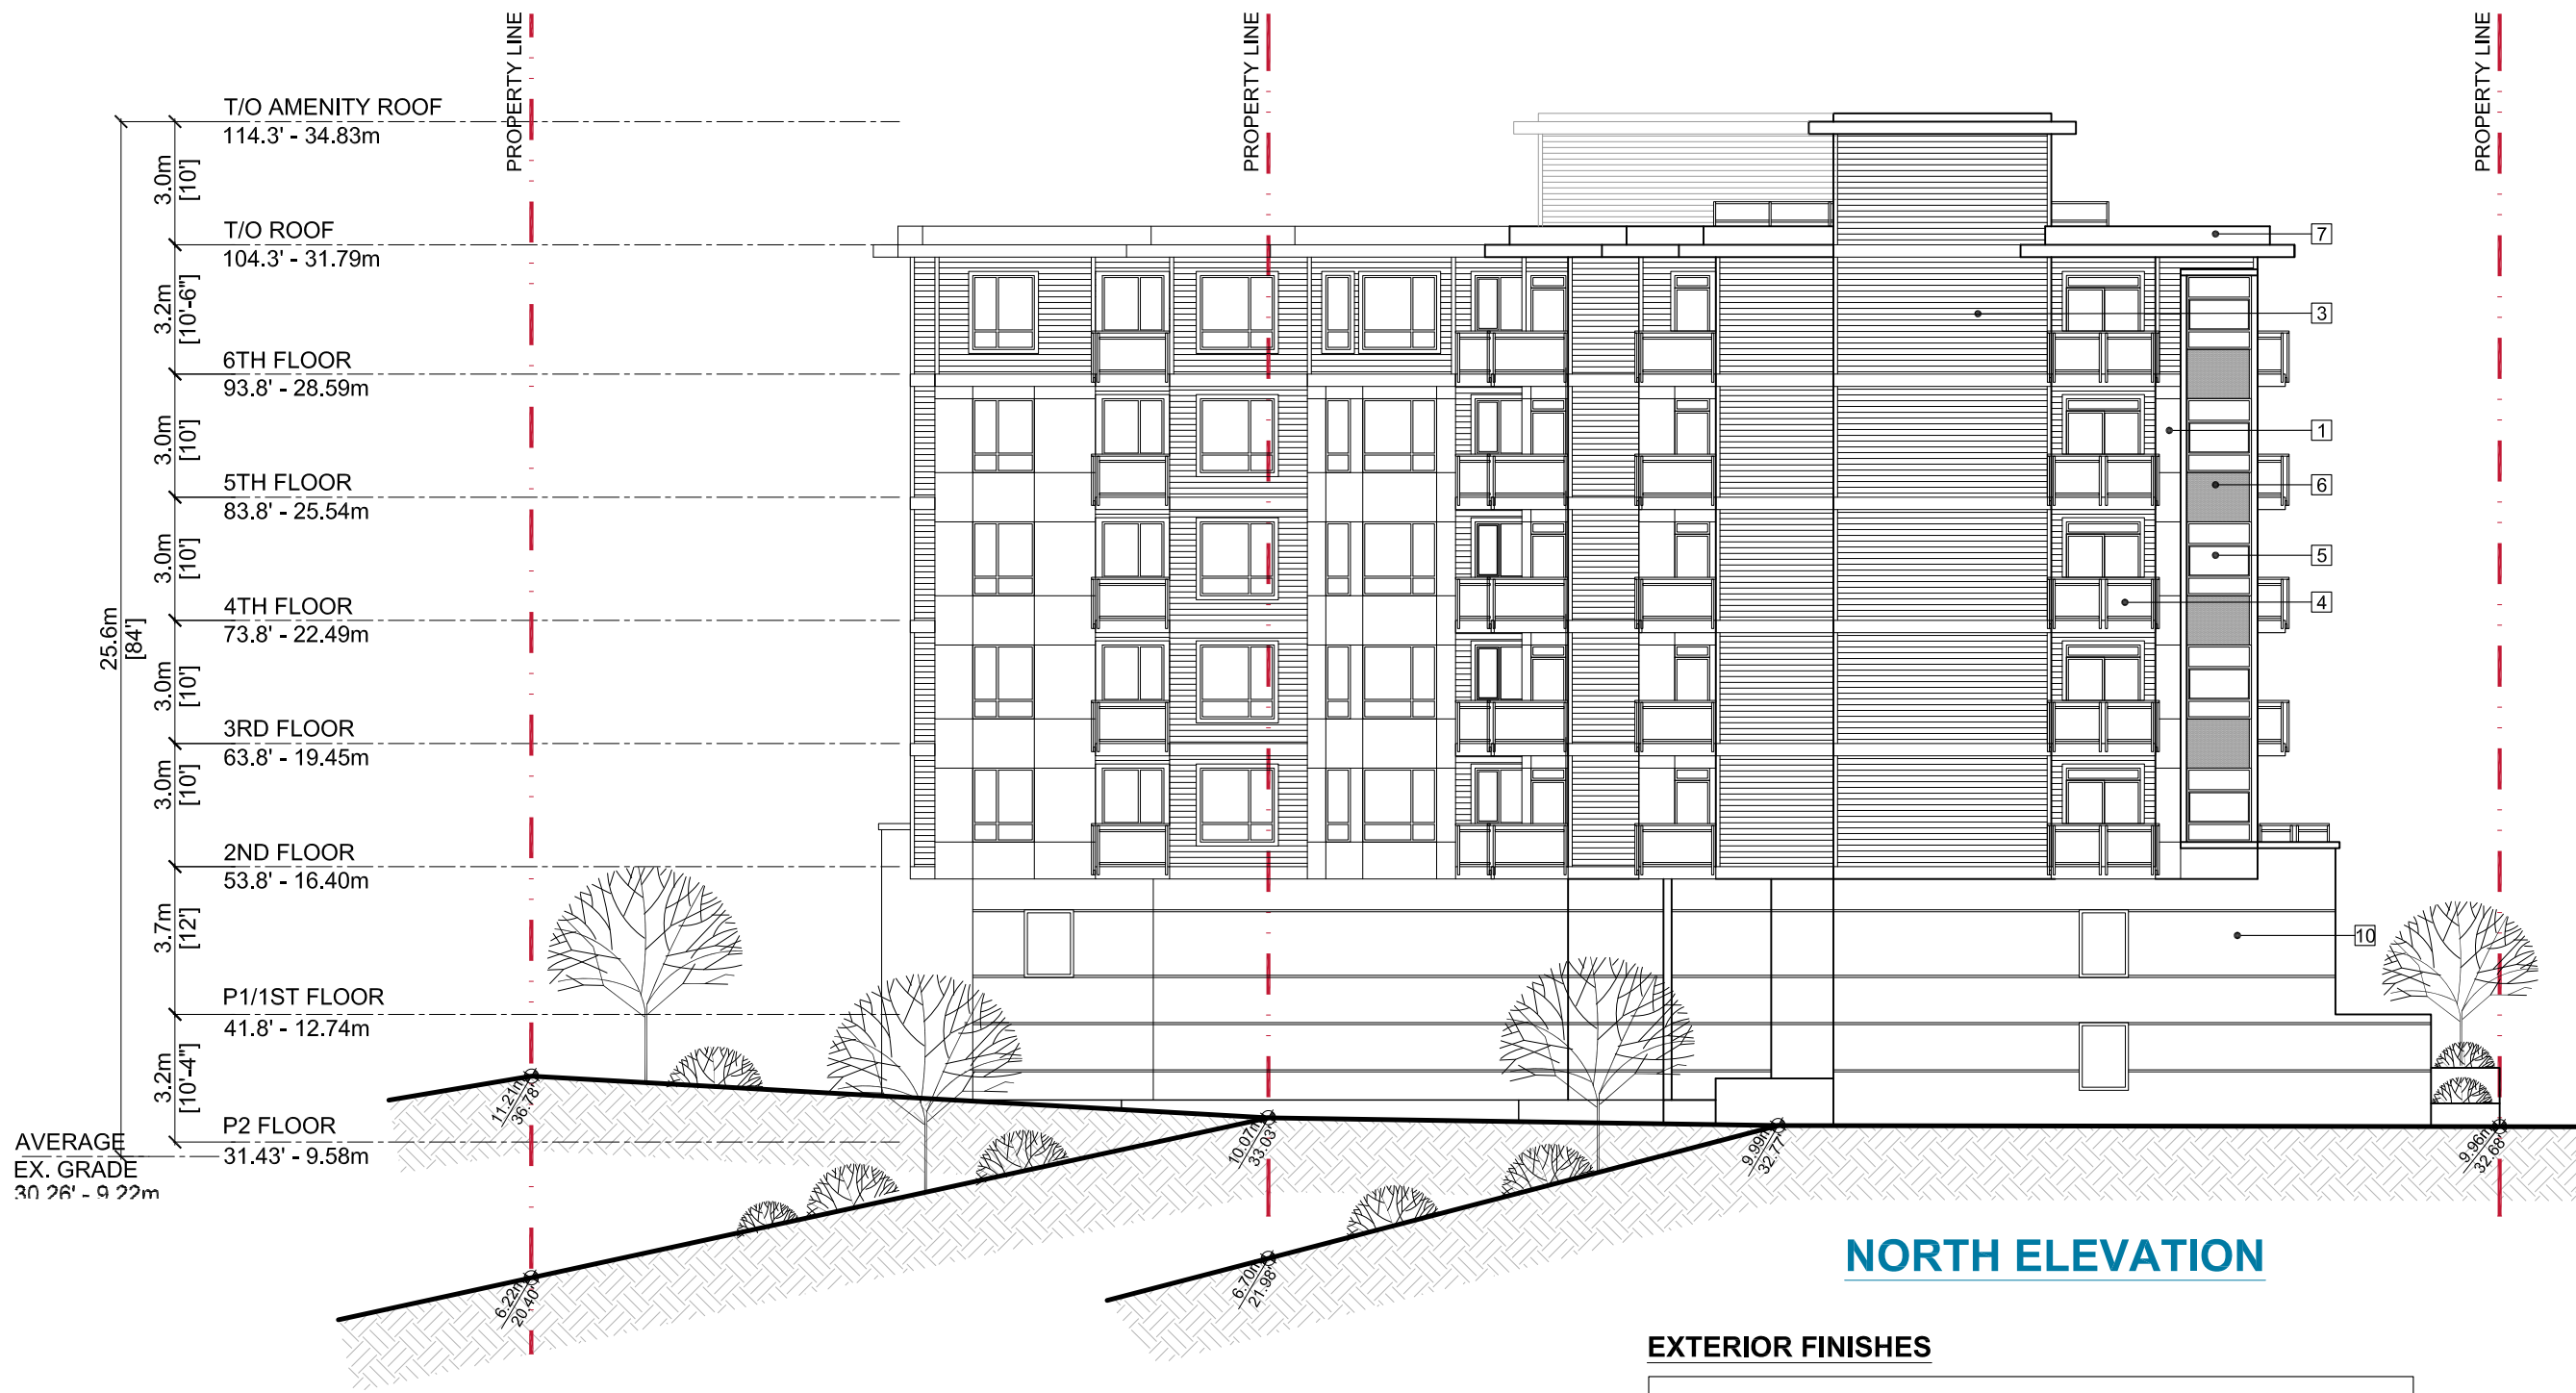 PROPERTY LINE
PROPERTY LINE
PROPERTY LINE
T/O AMENITY ROOF
114.3' - 34.83m
3.0m
[10']
T/O ROOF
104.3' - 31.79m
7
3.2m
[10'-6"]
3
6TH FLOOR
93.8' - 28.59m
3.0m
[10']
1
5TH FLOOR
83.8' - 25.54m
6
3.0m
[10']
5
4TH FLOOR
73.8' - 22.49m
4
25.6m
[84']
3.0m
[10']
3RD FLOOR
63.8' - 19.45m
3.0m
[10']
2ND FLOOR
53.8' - 16.40m
3.7m
[12']
10
P1/1ST FLOOR
41.8' - 12.74m
3.2m
[10'-4"]
P2 FLOOR
31.43' - 9.58m
AVERAGE
EX. GRADE
30.26' - 9.22m
11.21m
36.78'
10.07m
33.03'
9.99m
32.77'
9.96m
32.68'
6.22m
20.40'
6.70m
21.98'
NORTH ELEVATION
EXTERIOR FINISHES